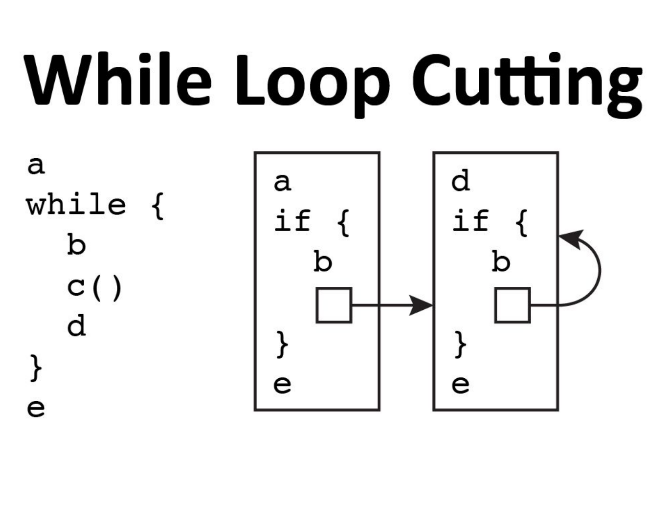 While Loop Cutting
a
while {
b
c()
d
}
e
a
if {
b
}
e
d
if {
b
}
e